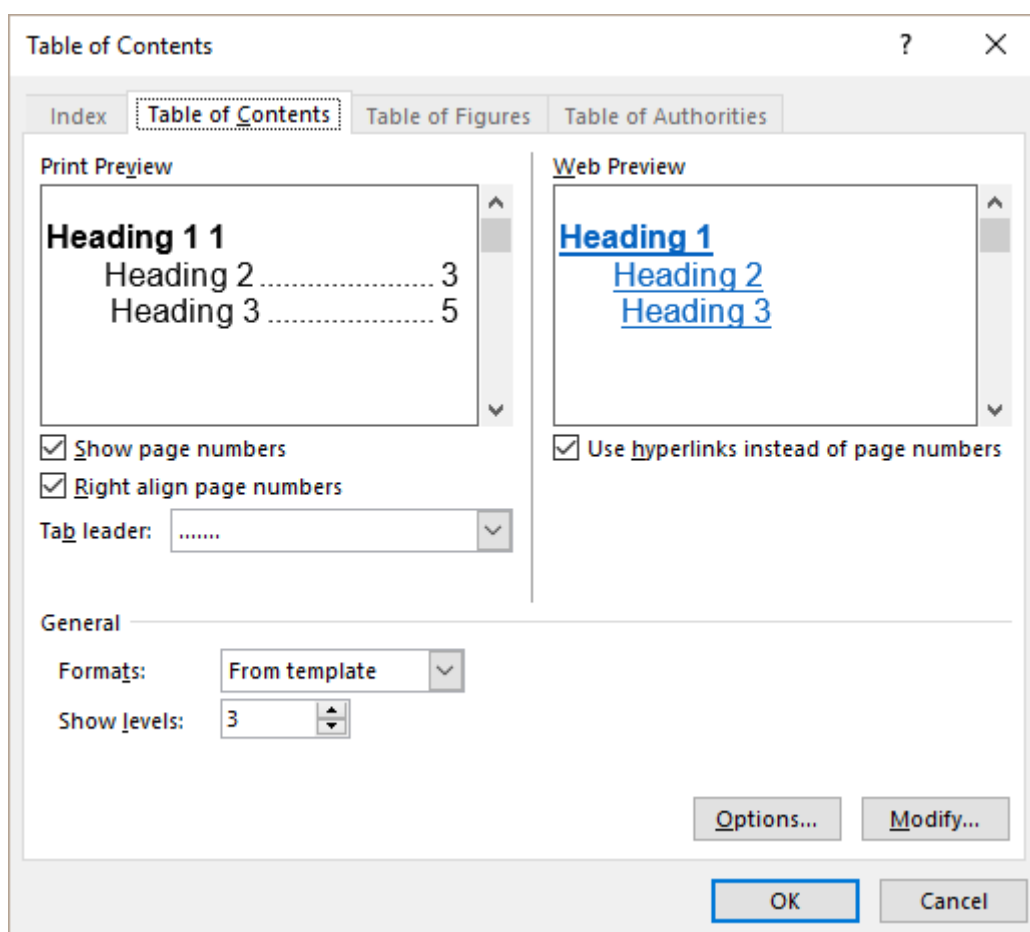 Table of Contents
?
Index
Table of Contents
Table of Figures
Table of Authorities
Print Preview
Heading 1 1
Heading 2 ...................... 3
Heading 3 ..................... 5
Show page numbers
Right align page numbers
Tab leader: .......
Web Preview
Heading 1
Heading 2
Heading 3
Use hyperlinks instead of page numbers
General
Formats: From template
Show levels: 3
Options...
Modify...
OK
Cancel